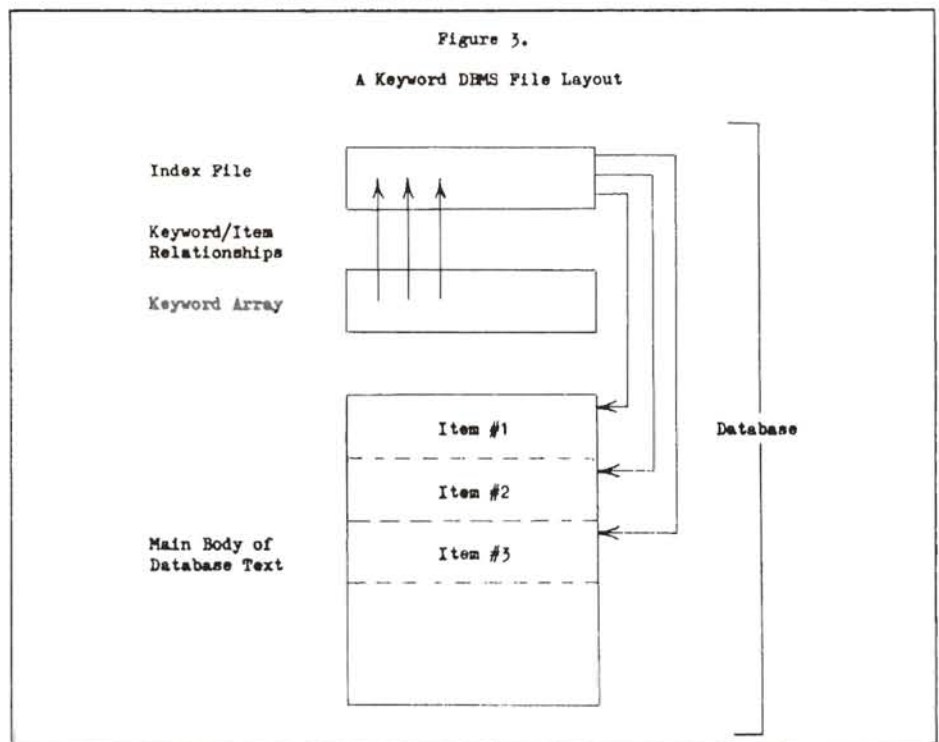 Figure 3.
A Keyword DBMS File Layout
Index File
Keyword/Item
Relationships
Keyword Array
Item #1
Database
Item #2
Main Body of
Database Text
Item #3